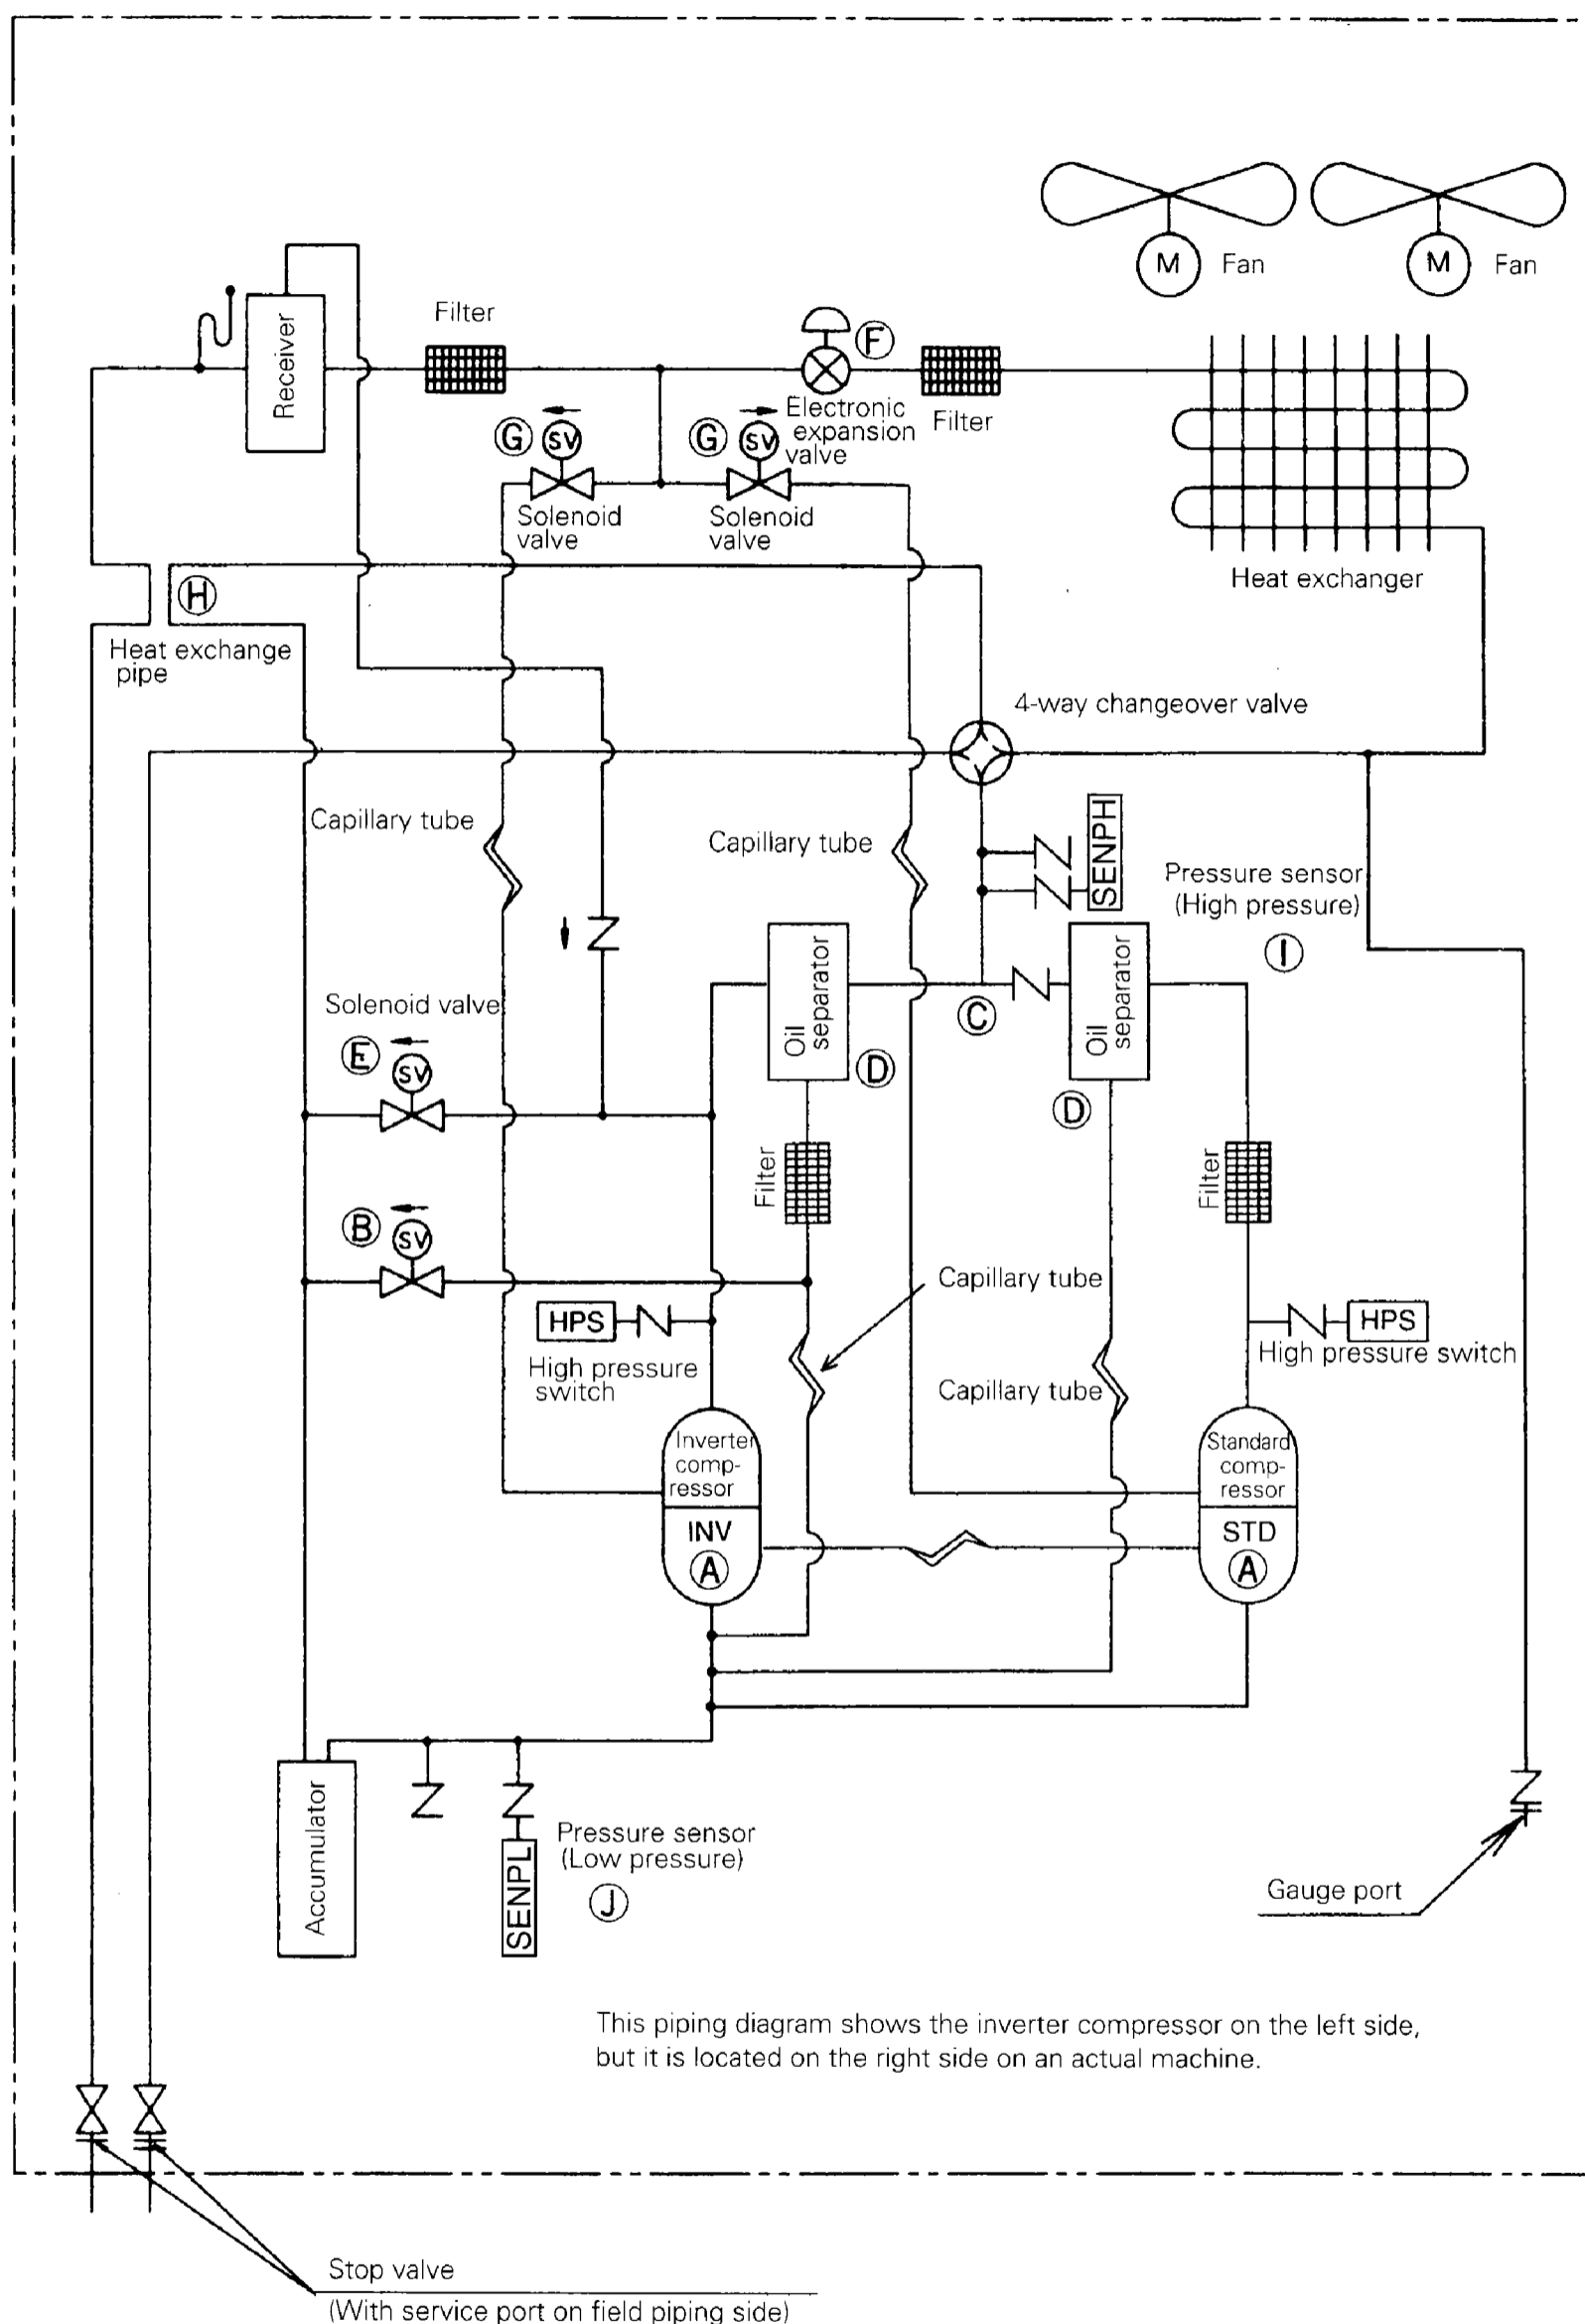 M
Fan
M
Fan
Filter
Receiver
F
Electronic
expansion
valve
Filter
G
SV
G
SV
Solenoid
valve
Solenoid
valve
Heat exchanger
H
Heat exchange
pipe
4-way changeover valve
Capillary tube
Capillary tube
SENPH
Pressure sensor
(High pressure)
I
Oil
separator
Oil
separator
Solenoid valve
C
E
SV
D
D
Filter
Filter
B
SV
Capillary tube
HPS
HPS
High pressure
switch
High pressure switch
Capillary tube
Inverter
comp-
ressor
INV
A
Standard
comp-
ressor
STD
A
Accumulator
Pressure sensor
(Low pressure)
SENPL
J
Gauge port
This piping diagram shows the inverter compressor on the left side,
but it is located on the right side on an actual machine.
Stop valve
(With service port on field piping side)